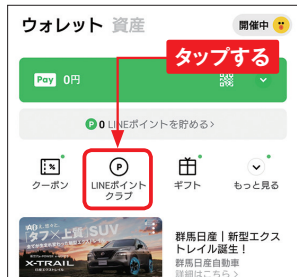 ウォレット 資産
開催中
タップする
Pay 0円
P 0 LINEポイントを貯める>
P
クーポン
LINEポイント
クラブ
ギフト
もっと見る
【タフ×上質】SUV
X-TRAIL
群馬日産｜新型エクス
トレイル誕生！
群馬日産自動車
詳細はこちら>